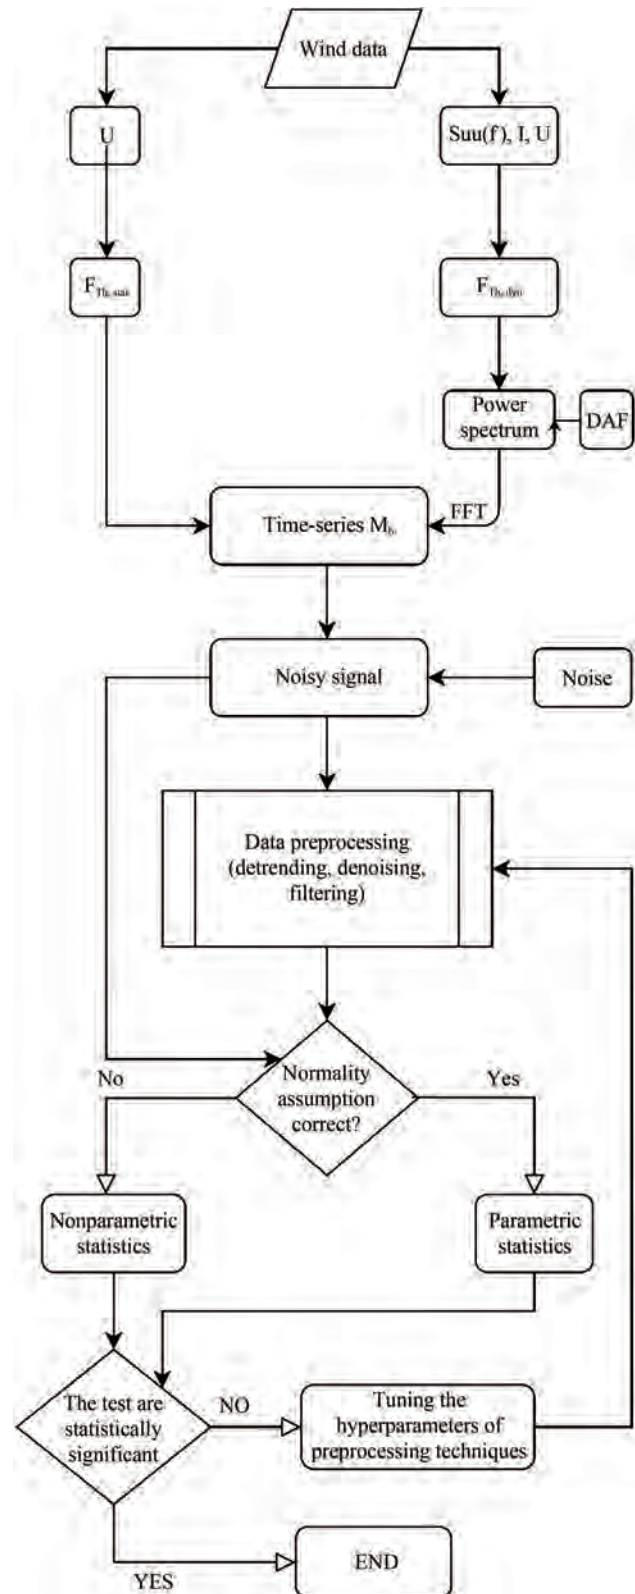 Wind data
U
Suu(f), I, U
F
F
Power
spectrum
DAF
FFT
Time-series M
Noisy signal
Noise
Data preprocessing
(detrending, denoising,
filtering)
No
Normality
assumption
correct?
Yes
Nonparametric
statistics
Parametric
statistics
The test are
statistically
significant
NO
Tuning the
hyperparameters of
preprocessing techniques
YES
END